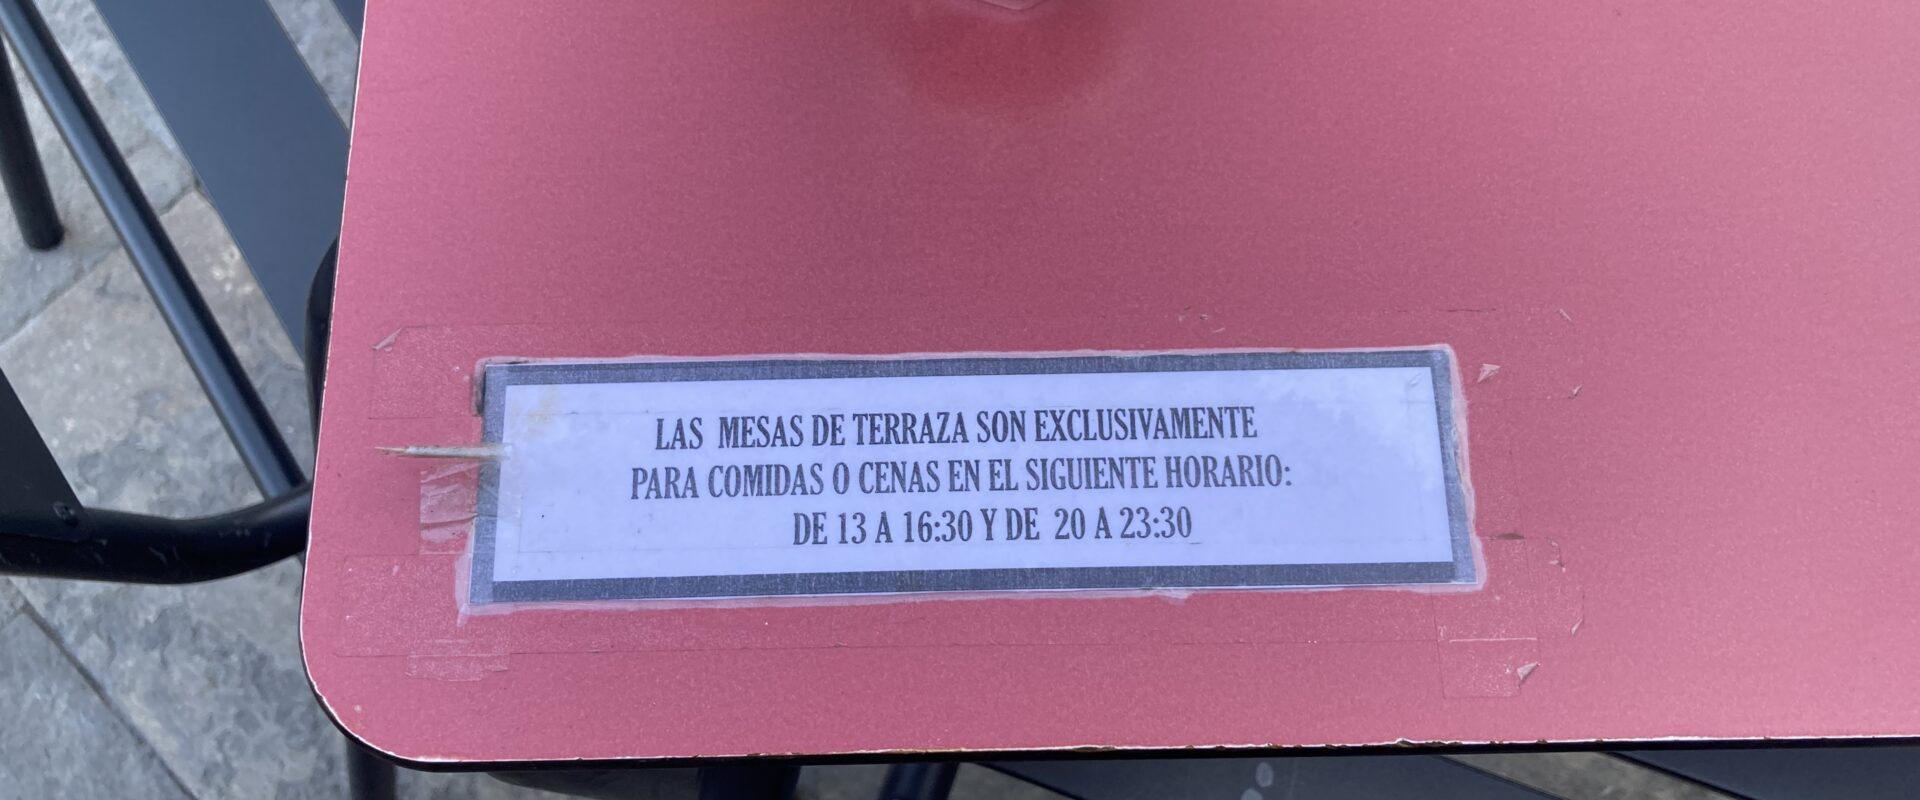 LAS MESAS DE TERRAZA SON EXCLUSIVAMENTE
PARA COMIDAS O CENAS EN EL SIGUIENTE HORARIO:
DE 13 A 16:30 Y DE 20 A 23:30